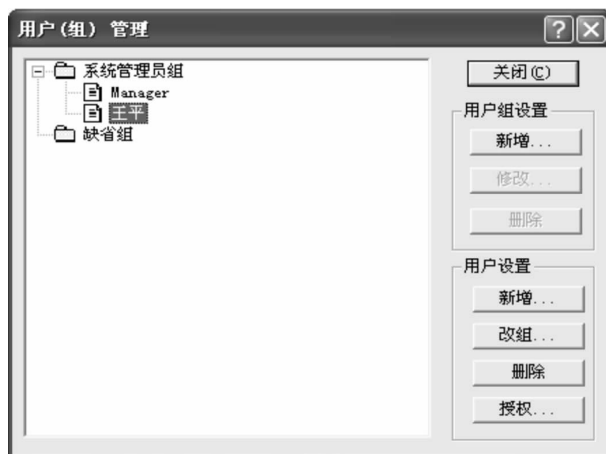 用户(组) 管理
系统管理员组
Manager
王平
缺省组
关闭(C)
用户组设置
新增...
修改...
删除
用户设置
新增...
改组...
删除
授权...